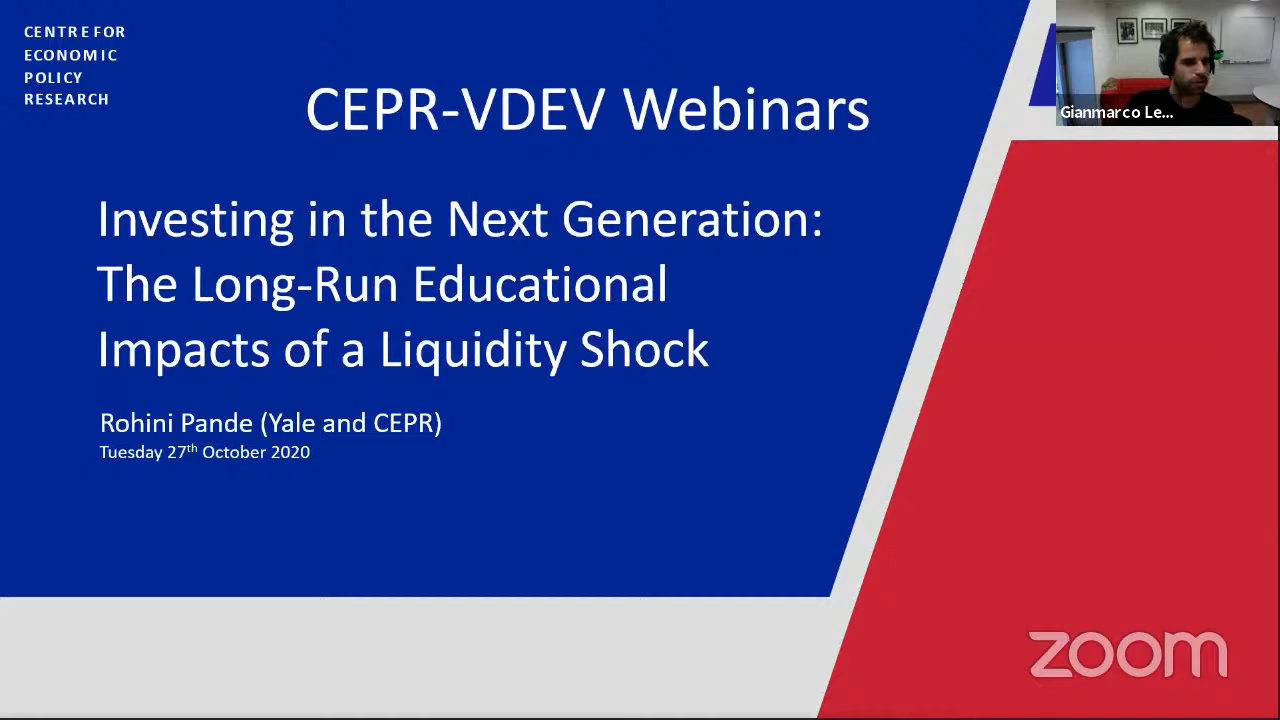 CENTRE FOR
ECONOMIC
POLICY
RESEARCH
CEPR-VDEV Webinars
Gianmarco Le...
Investing in the Next Generation:
The Long-Run Educational
Impacts of a Liquidity Shock
Rohini Pande (Yale and CEPR)
Tuesday 27th October 2020
zoom